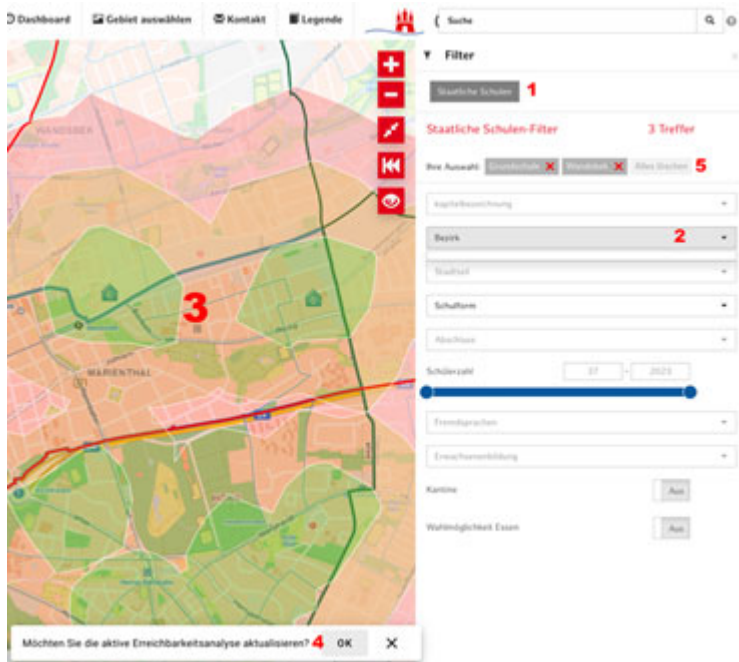 Dashboard
Gebiet auswählen
Kontakt
Legende
Suche
Filter
Staatliche Schulen 1
Staatliche Schulen-Filter 3 Treffer
Ihre Auswahl: Grundschule Wandsbek Alles löschen 5
Kapitelbezeichnung
Bezirk 2
Stadtteil
Schulform
Abschluss
Schülerzahl 37 - 2023
Fremdsprachen
Erwachsenenbildung
Kantine Aus
Wahlmöglichkeit Essen Aus
WANDSBEK
3
MARIENTHAL
Möchten Sie die aktive Erreichbarkeitsanalyse aktualisieren? 4 OK